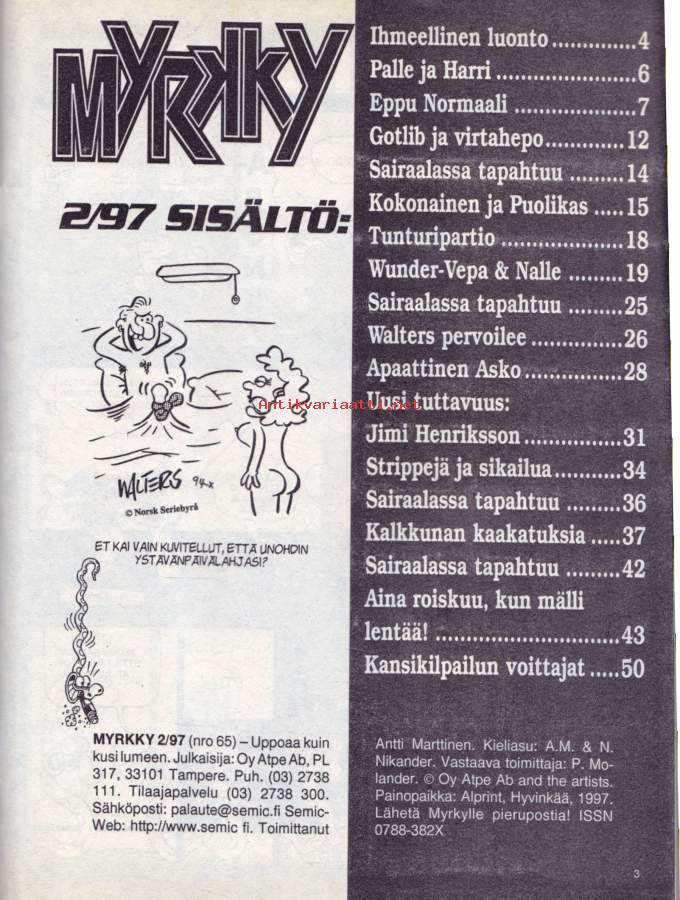 MYRKKY
2/97 SISÄLTÖ:
WALTERS 94-x
© Norsk Seriebyrå
ET KAI VAIN KUVITELLUT, ETTÄ UNOHDIN
YSTÄVÄNPÄIVÄLAHJASI?
MYRKKY 2/97 (nro 65) – Uppoaa kuin
kusi lumeen. Julkaisija: Oy Atpe Ab, PL
317, 33101 Tampere. Puh. (03) 2738
111. Tilaajapalvelu (03) 2738 300.
Sähköposti: palaute@semic.fi Semic-
Web: http://www.semic fi. Toimittanut
Ihmeellinen luonto..............4
Palle ja Harri .......................6
Eppu Normaali ....................7
Gotlib ja virtahepo.............12
Sairaalassa tapahtuu .........14
Kokonainen ja Puolikas .....15
Tunturipartio ....................18
Wunder-Vepa & Nalle ........19
Sairaalassa tapahtuu .........25
Walters pervoilee ...............26
Apaattinen Asko.................28
Uusi tuttavuus:
Jimi Henriksson.................31
Strippejä ja sikailua...........34
Sairaalassa tapahtuu .........36
Kalkkunan kaakatuksia .....37
Sairaalassa tapahtuu .........42
Aina roiskuu, kun mälli
lentää! ...............................43
Kansikilpailun voittajat .....50
Antti Marttinen. Kieliasu: A.M. & N.
Nikander. Vastaava toimittaja: P. Mo-
lander. © Oy Atpe Ab and the artists.
Painopaikka: Alprint, Hyvinkää, 1997.
Lähetä Myrkylle pierupostia! ISSN
0788-382X
3
Antikvariaatti.net